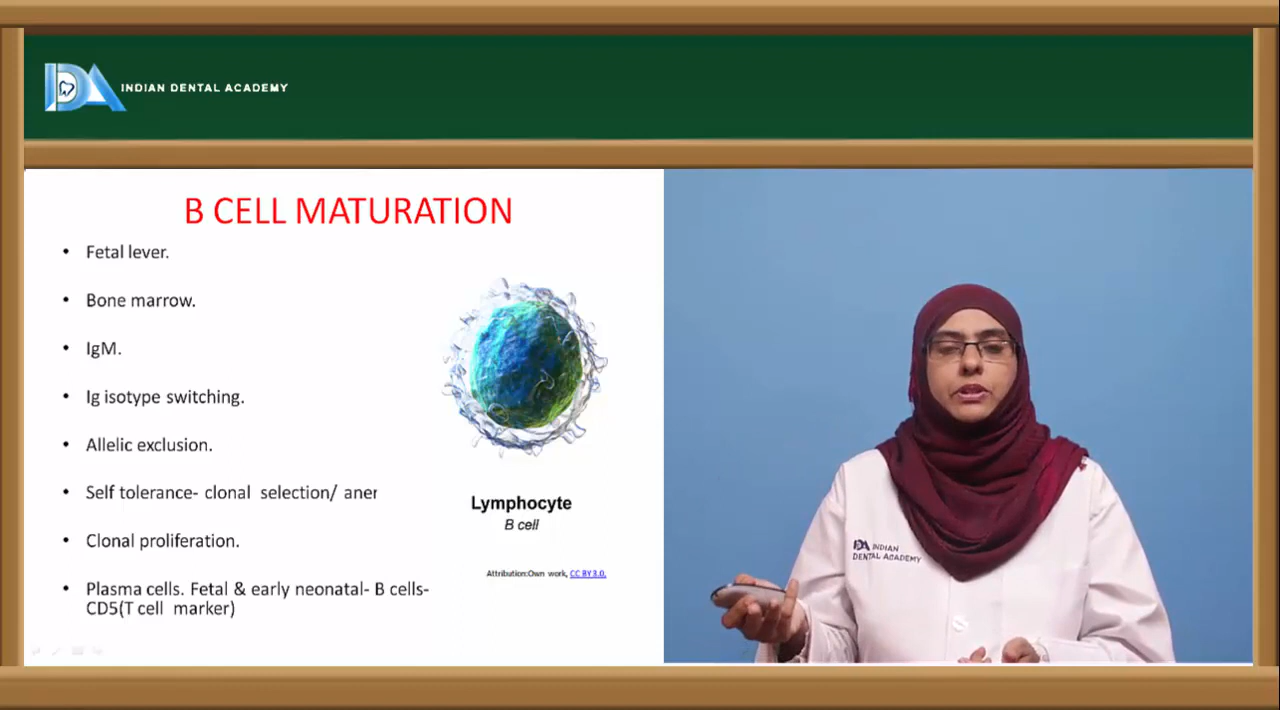 INDIAN DENTAL ACADEMY
B CELL MATURATION
• Fetal lever.
• Bone marrow.
• IgM.
• Ig isotype switching.
• Allelic exclusion.
• Self tolerance- clonal selection/ aner
• Clonal proliferation.
• Plasma cells. Fetal & early neonatal- B cells-
CD5(T cell marker)
Lymphocyte
B cell
Attribution:Own work, CC BY 3.0,
IDA INDIAN
DENTAL ACADEMY